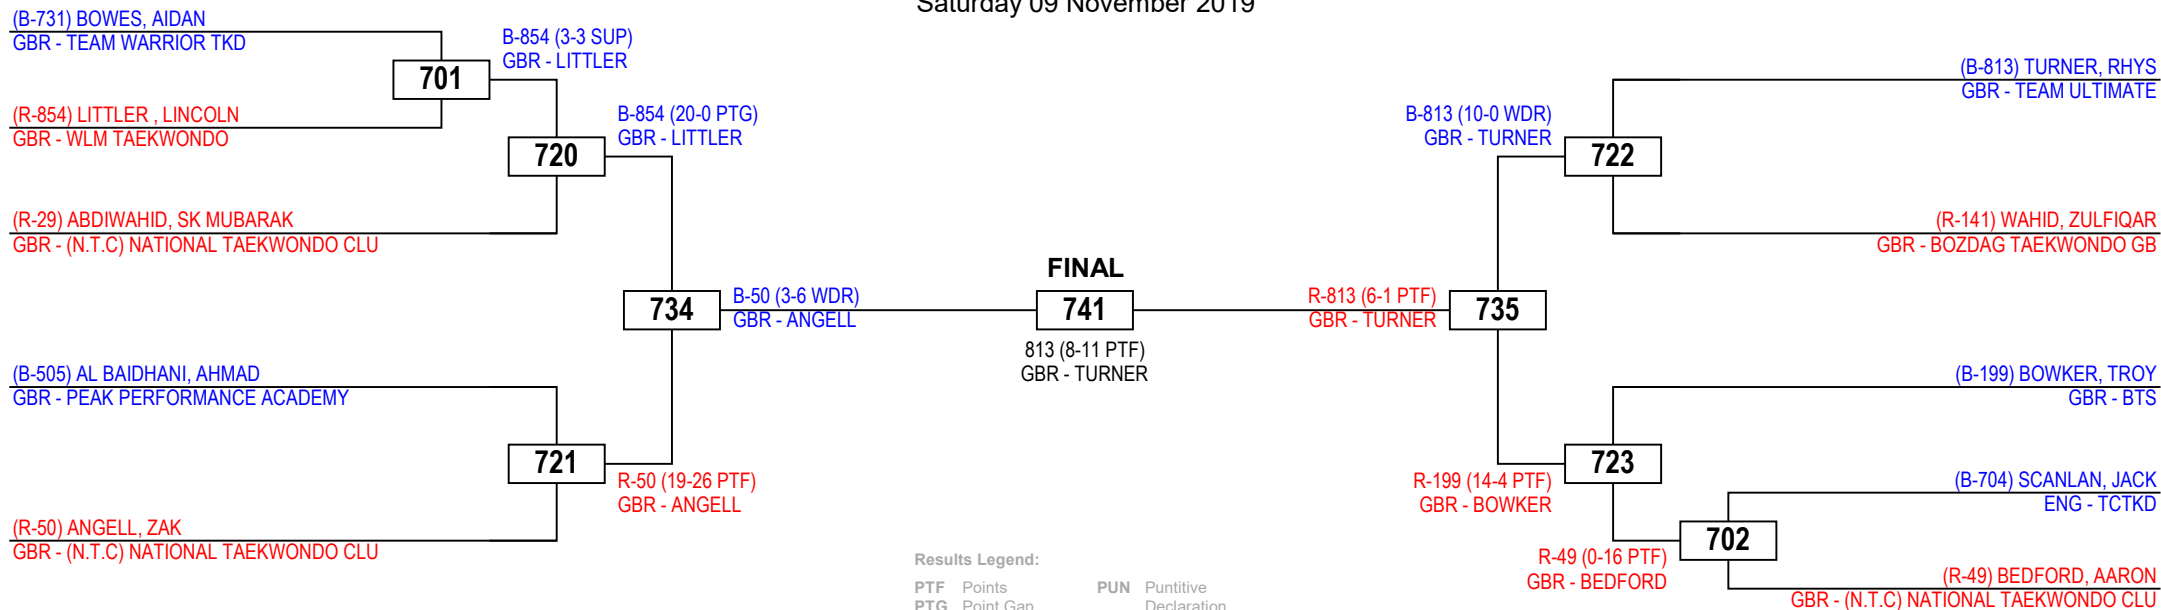 Saturday 09 November 2019
(B-731) BOWES, AIDAN
GBR - TEAM WARRIOR TKD
701
B-854 (3-3 SUP)
GBR - LITTLER
(R-854) LITTLER , LINCOLN
GBR - WLM TAEKWONDO
720
B-854 (20-0 PTG)
GBR - LITTLER
(R-29) ABDIWAHID, SK MUBARAK
GBR - (N.T.C) NATIONAL TAEKWONDO CLU
734
B-50 (3-6 WDR)
GBR - ANGELL
(B-505) AL BAIDHANI, AHMAD
GBR - PEAK PERFORMANCE ACADEMY
721
R-50 (19-26 PTF)
GBR - ANGELL
(R-50) ANGELL, ZAK
GBR - (N.T.C) NATIONAL TAEKWONDO CLU
FINAL
741
813 (8-11 PTF)
GBR - TURNER
(B-813) TURNER, RHYS
GBR - TEAM ULTIMATE
B-813 (10-0 WDR)
GBR - TURNER
722
(R-141) WAHID, ZULFIQAR
GBR - BOZDAG TAEKWONDO GB
R-813 (6-1 PTF)
GBR - TURNER
735
(B-199) BOWKER, TROY
GBR - BTS
R-199 (14-4 PTF)
GBR - BOWKER
723
(B-704) SCANLAN, JACK
ENG - TCTKD
R-49 (0-16 PTF)
GBR - BEDFORD
702
(R-49) BEDFORD, AARON
GBR - (N.T.C) NATIONAL TAEKWONDO CLU
Results Legend:
PTF Points
PTG Point Gap
PUN Puntitive
Declaration